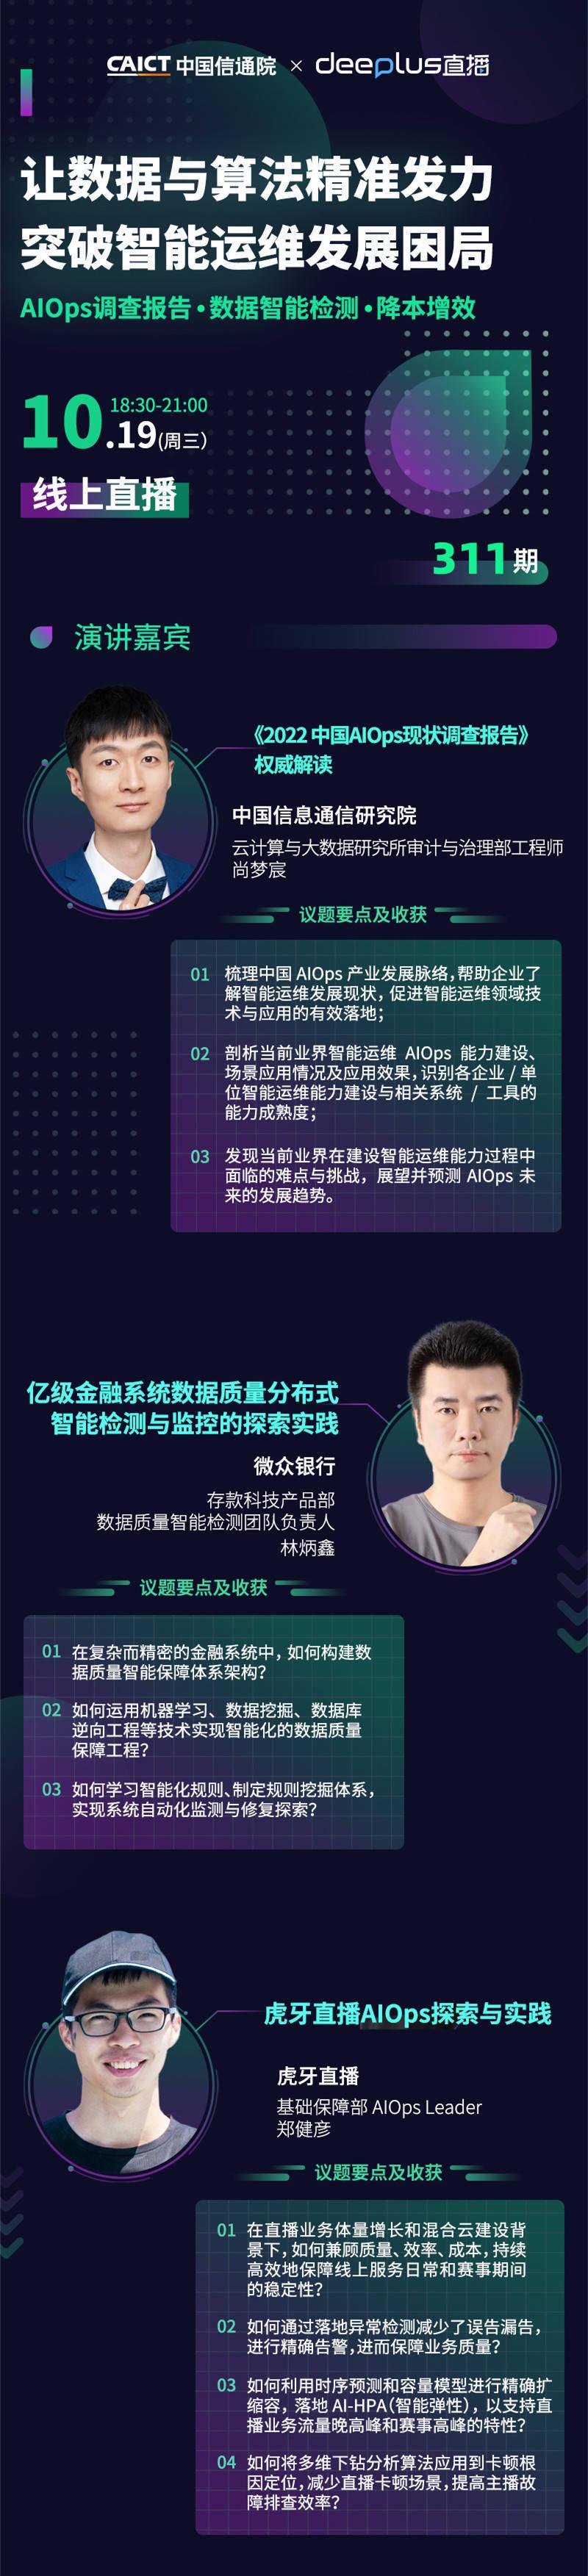 CAICT 中国信通院 × deeplus直播
让数据与算法精准发力
突破智能运维发展困局
AIOps调查报告·数据智能检测·降本增效
10.19(周三) 18:30-21:00
线上直播
311期
演讲嘉宾
《2022 中国AIOps现状调查报告》
权威解读
中国信息通信研究院
云计算与大数据研究所审计与治理部工程师
尚梦宸
议题要点及收获
01 梳理中国 AIOps 产业发展脉络,帮助企业了
解智能运维发展现状，促进智能运维领域技
术与应用的有效落地；
02 剖析当前业界智能运维 AIOps 能力建设、
场景应用情况及应用效果,识别各企业 / 单
位智能运维能力建设与相关系统 / 工具的
能力成熟度；
03 发现当前业界在建设智能运维能力过程中
面临的难点与挑战，展望并预测 AIOps 未
来的发展趋势。
亿级金融系统数据质量分布式
智能检测与监控的探索实践
微众银行
存款科技产品部
数据质量智能检测团队负责人
林炳鑫
议题要点及收获
01 在复杂而精密的金融系统中，如何构建数
据质量智能保障体系架构？
02 如何运用机器学习、数据挖掘、数据库
逆向工程等技术实现智能化的数据质量
保障工程？
03 如何学习智能化规则、制定规则挖掘体系，
实现系统自动化监测与修复探索？
虎牙直播AIOps探索与实践
虎牙直播
基础保障部 AIOps Leader
郑健彦
议题要点及收获
01 在直播业务体量增长和混合云建设背
景下，如何兼顾质量、效率、成本，持续
高效地保障线上服务日常和赛事期间
的稳定性？
02 如何通过落地异常检测减少了误告漏告，
进行精确告警,进而保障业务质量？
03 如何利用时序预测和容量模型进行精确扩
缩容，落地 AI-HPA（智能弹性），以支持直
播业务流量晚高峰和赛事高峰的特性？
04 如何将多维下钻分析算法应用到卡顿根
因定位，减少直播卡顿场景，提高主播故
障排查效率？